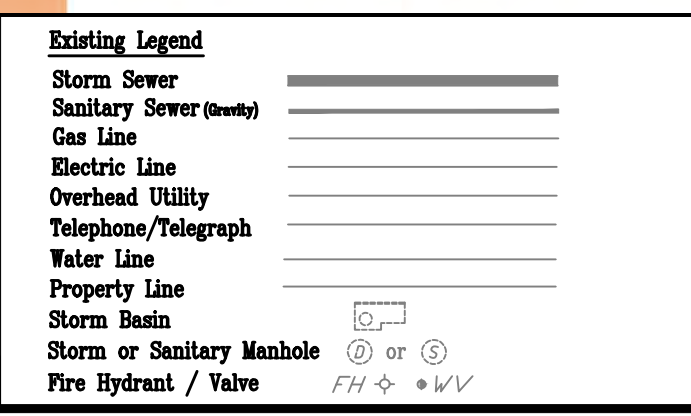 Existing Legend
Storm Sewer
Sanitary Sewer (Gravity)
Gas Line
Electric Line
Overhead Utility
Telephone/Telegraph
Water Line
Property Line
Storm Basin
Storm or Sanitary Manhole D or S
Fire Hydrant / Valve FH WV